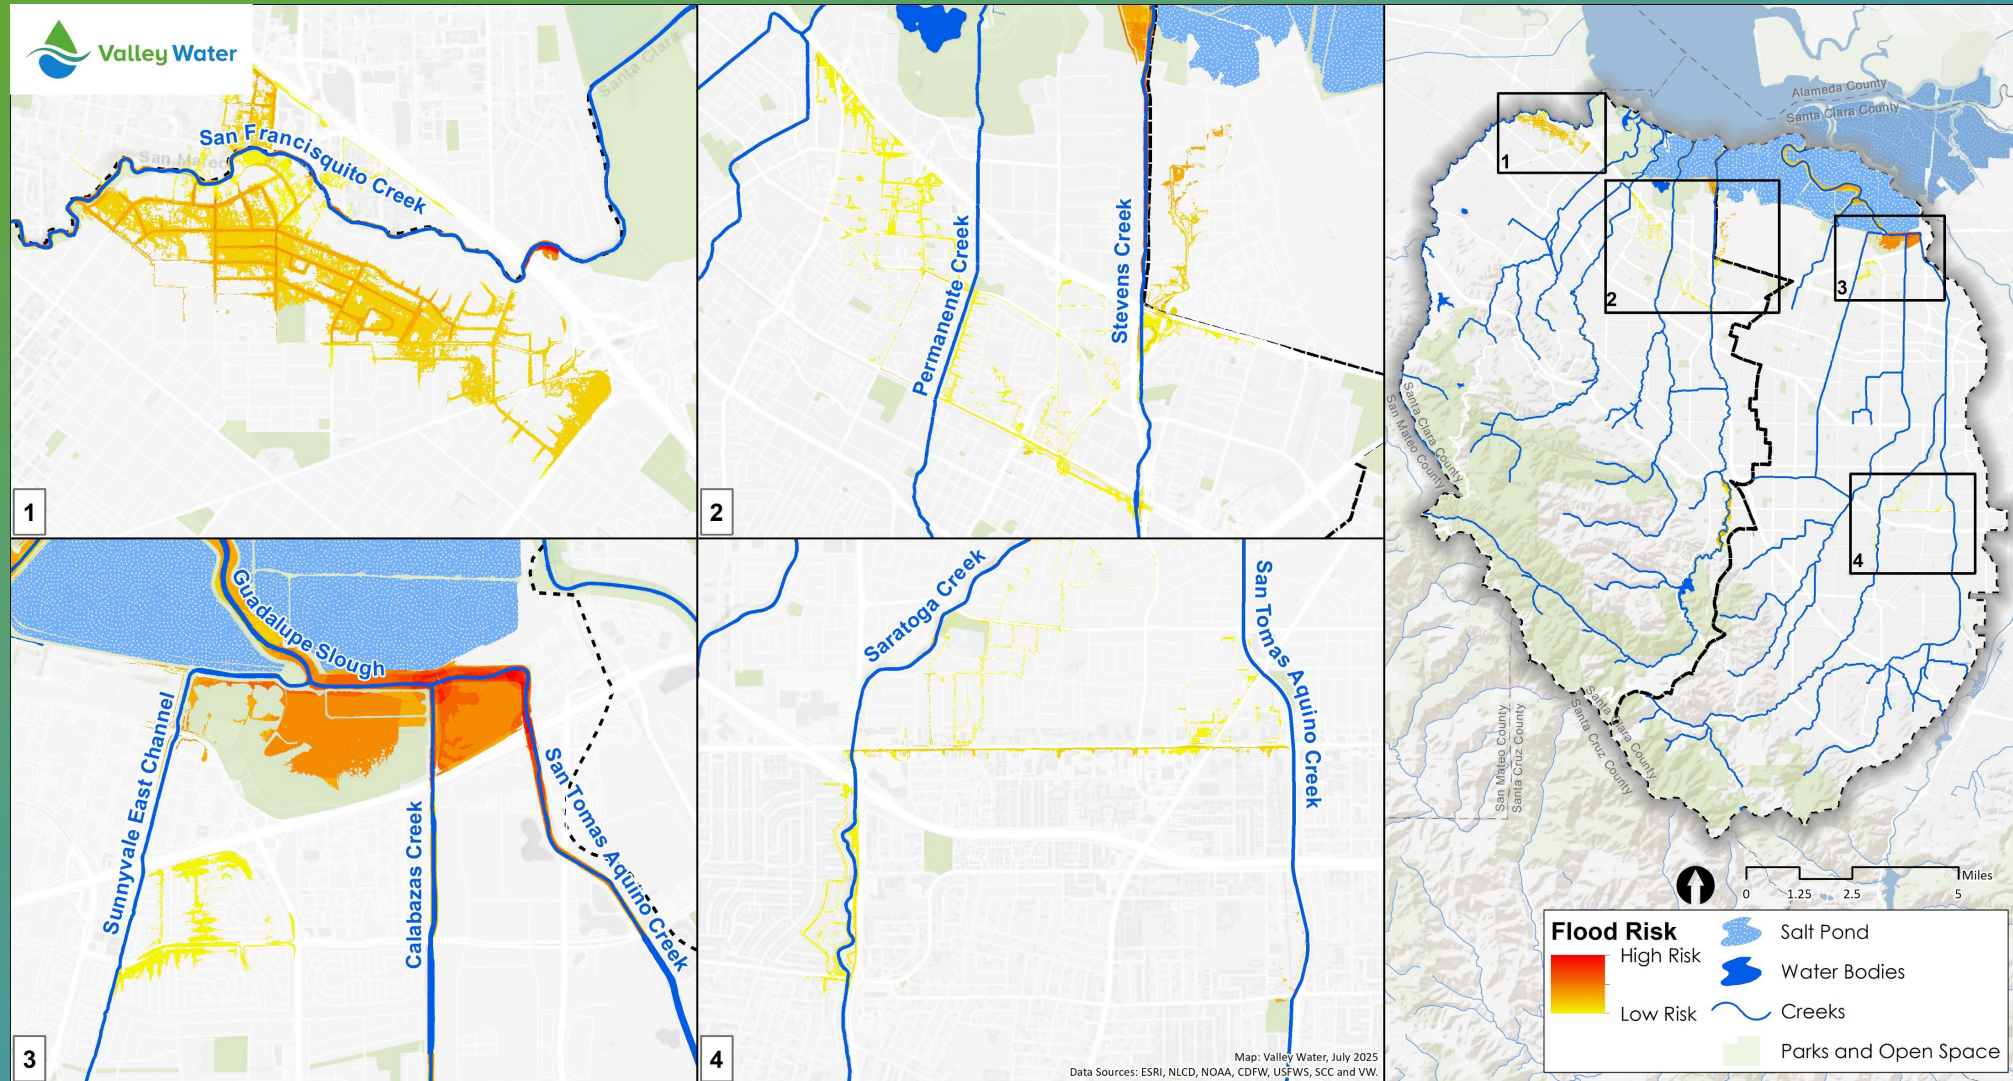 Valley Water
San Francisquito Creek
San Mateo
Santa Clara
1
Permanente Creek
Stevens Creek
2
Guadalupe Slough
Sunnyvale East Channel
Calabazas Creek
San Tomas Aquino Creek
3
Saratoga Creek
San Tomas Aquino Creek
4
Map: Valley Water, July 2025
Data Sources: ESRI, NLCD, NOAA, CDFW, USFWS, SCC and VW.
Alameda County
Santa Clara County
1
2
3
4
Santa Clara County
San Mateo County
San Mateo County
Santa Cruz County
Santa Clara County
Santa Cruz County
Miles
0 1.25 2.5 5
Flood Risk
High Risk
Low Risk
Salt Pond
Water Bodies
Creeks
Parks and Open Space